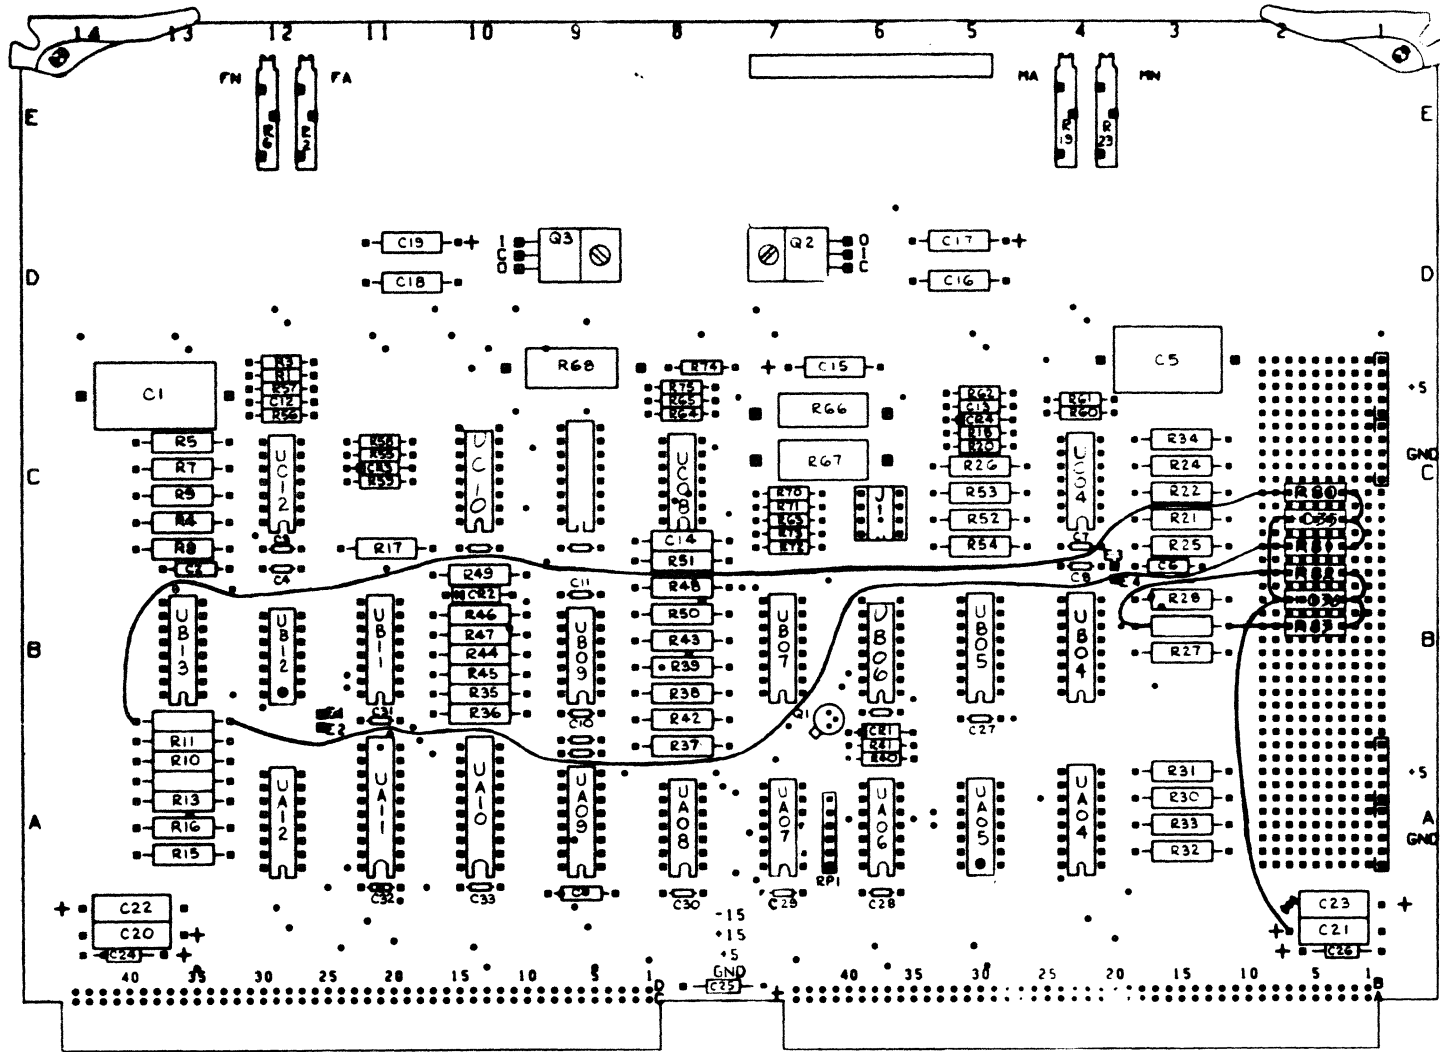 14 13 12 11 10 9 8 7 6 5 4 3 2 1
FN R6 R2 FA
MA R19 R23 MN
E E
C19 + 1 C O Q3
Q2 O I C C17 +
D D
C18 C16
C1 R3 R1 R57 C12 R56
R68 R74 R75 R65 R64
+ C15 R66 R67
R62 C13 CR4 R18 R20
R61 R60 C5
+5
GND
C C
R5 R7 R9 R4 R8 C2
UC12 C3 C4
R58 R55 CR3 R59 R17
UC10 UC08 C14 R51
R70 R71 R73 R72 J1
R26 R53 R52 R54
UC04 C7 C8
R34 R24 R22 R21 R25 C6
E3 E4
R49 CR2 R46 R47 R44 R45 R35 R36
C11
R48 R50 R43 R39 R38 R42 R37
R28 R27
B B
UB13 UB12 UB11 UB09 UB07 UB06 UB05 UB04
E2 C31 C10 Q1 C27
CR1 R41 R40
R11 R10 R13 R16 R15
R31 R30 R33 R32
+5
A A
GND
UA12 UA11 UA10 UA09 UA08 UA07 UA06 UA05 UA04
RP1
C32 C33 C30 C29 C28
+ C22
C20 +
C24 +
C23 +
+ C21
+ C26
-15
+15
+5
GND
C25 +
40 35 30 25 20 15 10 5 1
40 35 30 25 20 15 10 5 1
D C
B A